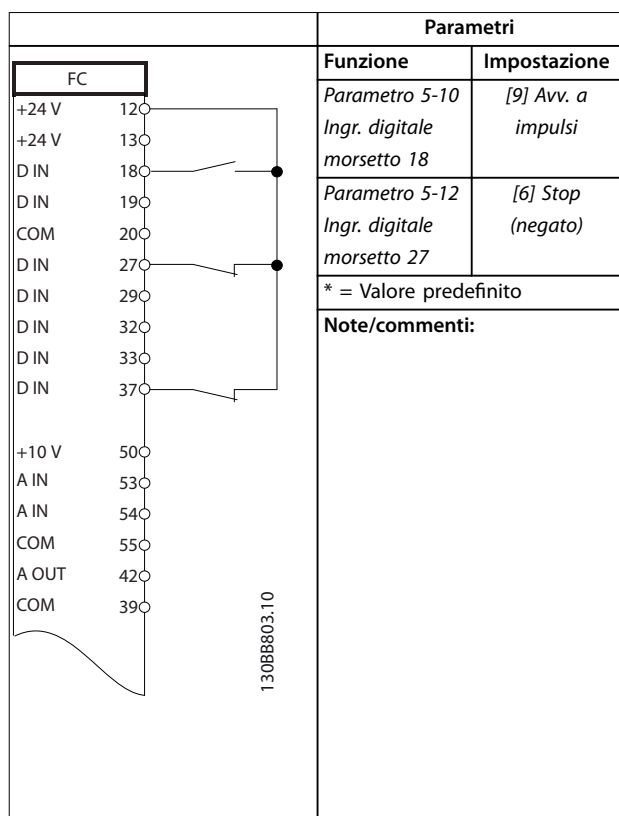 FC
+24 V 12
+24 V 13
D IN 18
D IN 19
COM 20
D IN 27
D IN 29
D IN 32
D IN 33
D IN 37
+10 V 50
A IN 53
A IN 54
COM 55
A OUT 42
COM 39
130BB803.10
Parametri
Funzione Impostazione
Parametro 5-10 [9] Avv. a
Ingr. digitale impulsi
morsetto 18
Parametro 5-12 [6] Stop
Ingr. digitale (negato)
morsetto 27
* = Valore predefinito
Note/commenti: